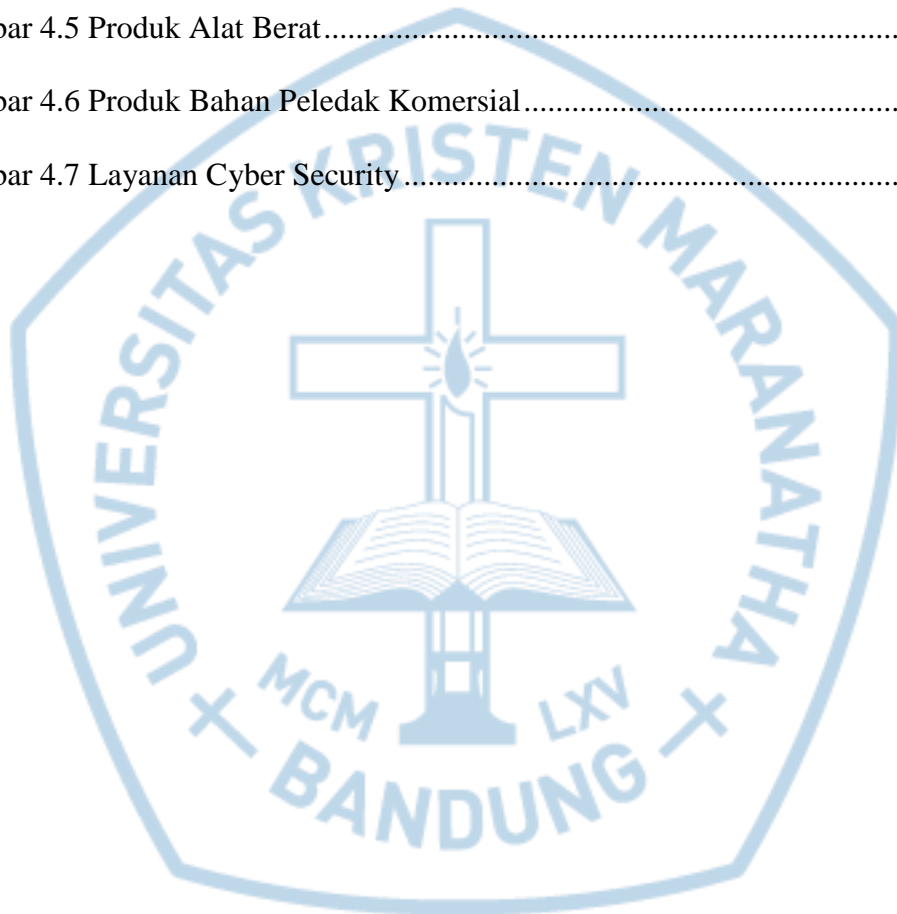 bar 4.5 Produk Alat Berat..............................................................................
bar 4.6 Produk Bahan Peledak Komersial...............................................
bar 4.7 Layanan Cyber Security..............................................................
UNIVERSITAS KRISTEN MARANATHA
MCM LXV
BANDUNG